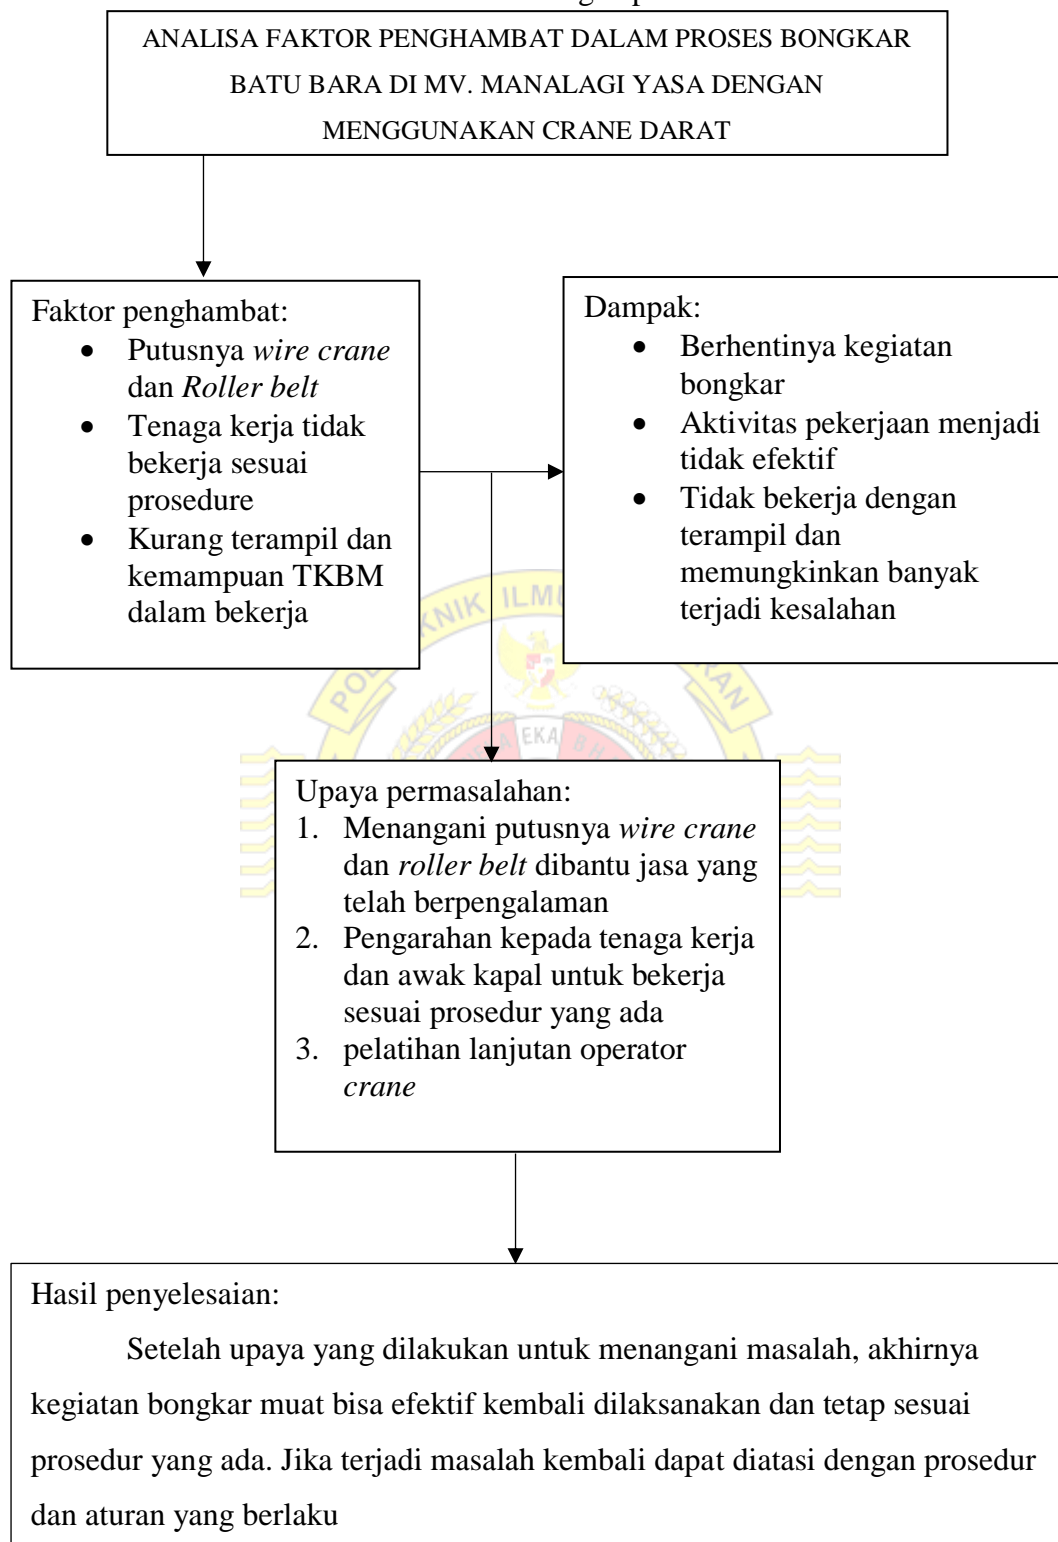 ANALISA FAKTOR PENGHAMBAT DALAM PROSES BONGKAR
BATU BARA DI MV. MANALAGI YASA DENGAN
MENGGUNAKAN CRANE DARAT
Faktor penghambat:
• Putusnya wire crane
dan Roller belt
• Tenaga kerja tidak
bekerja sesuai
prosedure
• Kurang terampil dan
kemampuan TKBM
dalam bekerja
Dampak:
• Berhentinya kegiatan
bongkar
• Aktivitas pekerjaan menjadi
tidak efektif
• Tidak bekerja dengan
terampil dan
memungkinkan banyak
terjadi kesalahan
EKA
Upaya permasalahan:
1. Menangani putusnya wire crane
dan roller belt dibantu jasa yang
telah berpengalaman
2. Pengarahan kepada tenaga kerja
dan awak kapal untuk bekerja
sesuai prosedur yang ada
3. pelatihan lanjutan operator
crane
Hasil penyelesaian:
Setelah upaya yang dilakukan untuk menangani masalah, akhirnya
kegiatan bongkar muat bisa efektif kembali dilaksanakan dan tetap sesuai
prosedur yang ada. Jika terjadi masalah kembali dapat diatasi dengan prosedur
dan aturan yang berlaku